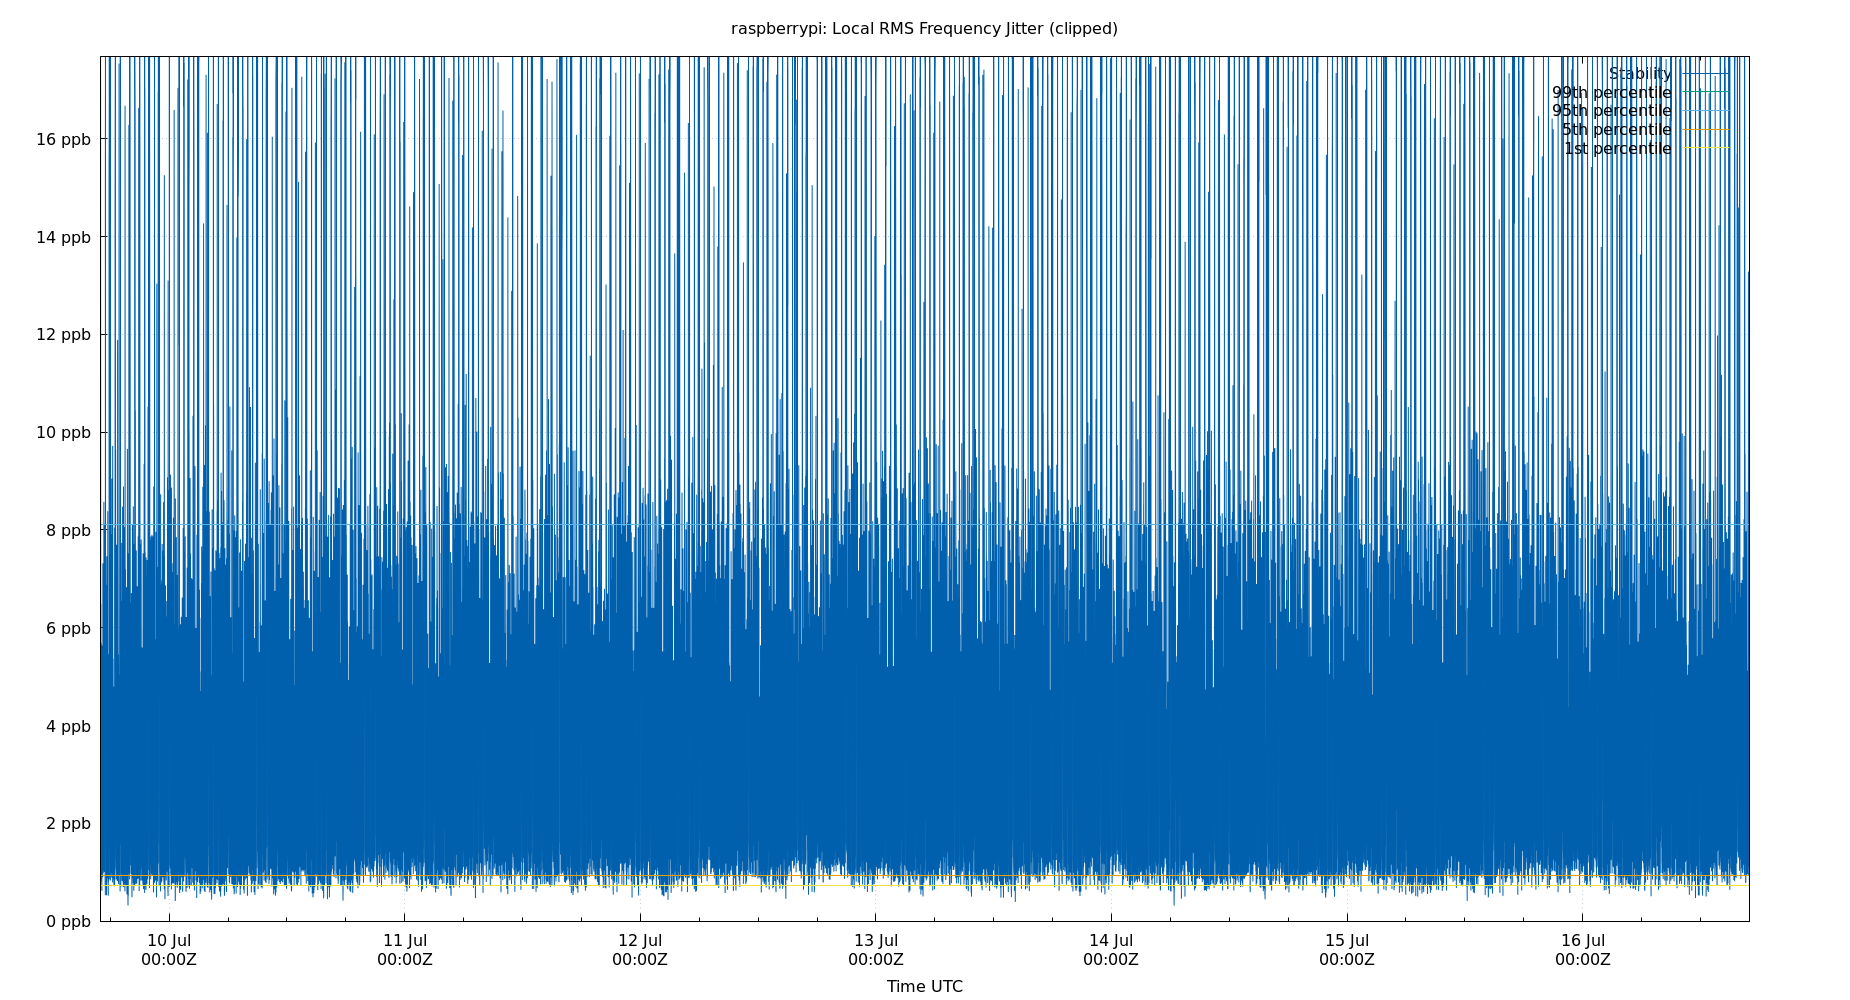 raspberrypi: Local RMS Frequency Jitter (clipped)
Stability
99th percentile
95th percentile
5th percentile
1st percentile
16 ppb
14 ppb
12 ppb
10 ppb
8 ppb
6 ppb
4 ppb
2 ppb
0 ppb
10 Jul 11 Jul 12 Jul 13 Jul 14 Jul 15 Jul 16 Jul
00:00Z 00:00Z 00:00Z 00:00Z 00:00Z 00:00Z 00:00Z
Time UTC